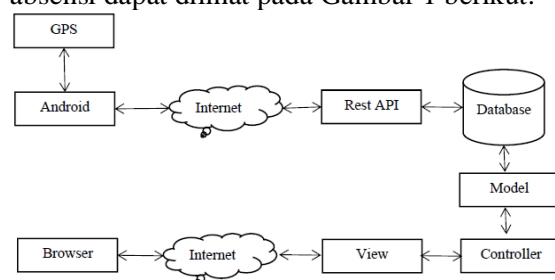 absensi dapat dilihat pada Gambar 1 berikut:
GPS
Android
Internet
Rest API
Database
Model
Browser
Internet
View
Controller